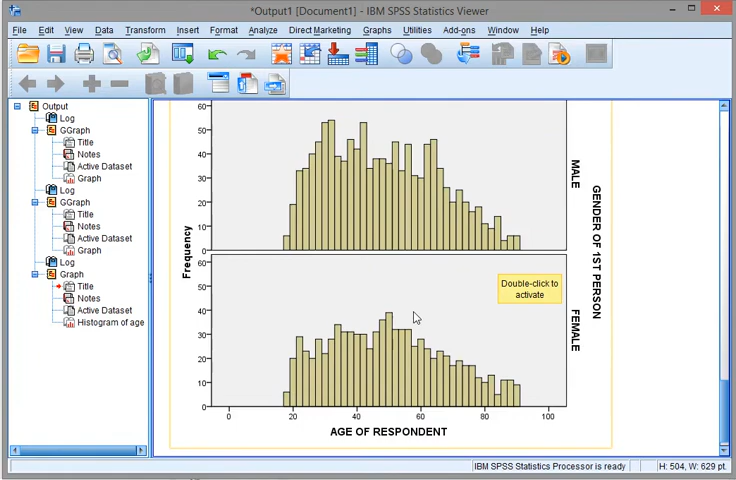 *Output1 [Document1] - IBM SPSS Statistics Viewer
File Edit View Data Transform Insert Format Analyze Direct Marketing Graphs Utilities Add-ons Window Help
Output
Log
GGraph
Title
Notes
Active Dataset
Graph
Log
GGraph
Title
Notes
Active Dataset
Graph
Log
Graph
Title
Notes
Active Dataset
Histogram of age
Frequency
60
50
40
30
20
10
0
MALE
60
50
40
30
20
10
0
FEMALE
GENDER OF 1ST PERSON
Double-click to
activate
0 20 40 60 80 100
AGE OF RESPONDENT
IBM SPSS Statistics Processor is ready H: 504, W: 629 pt.